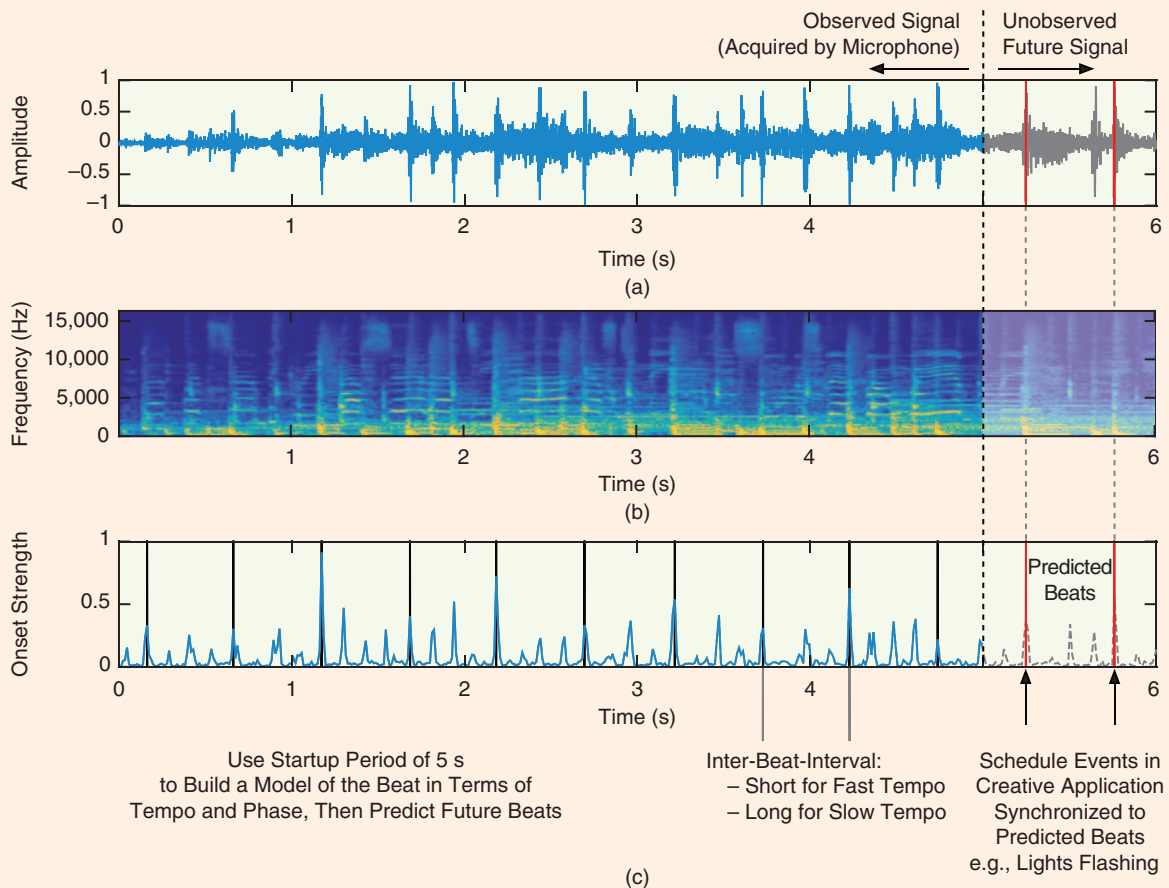 Observed Signal
(Acquired by Microphone)
Unobserved
Future Signal
Amplitude
1
0.5
0
−0.5
−1
0 1 2 3 4 5 6
Time (s)
(a)
Frequency (Hz)
15,000
10,000
5,000
0
1 2 3 4 5 6
Time (s)
(b)
Onset Strength
1
0.5
0
Predicted
Beats
0 1 2 3 4 5 6
Time (s)
Use Startup Period of 5 s
to Build a Model of the Beat in Terms of
Tempo and Phase, Then Predict Future Beats
Inter-Beat-Interval:
– Short for Fast Tempo
– Long for Slow Tempo
Schedule Events in
Creative Application
Synchronized to
Predicted Beats
e.g., Lights Flashing
(c)